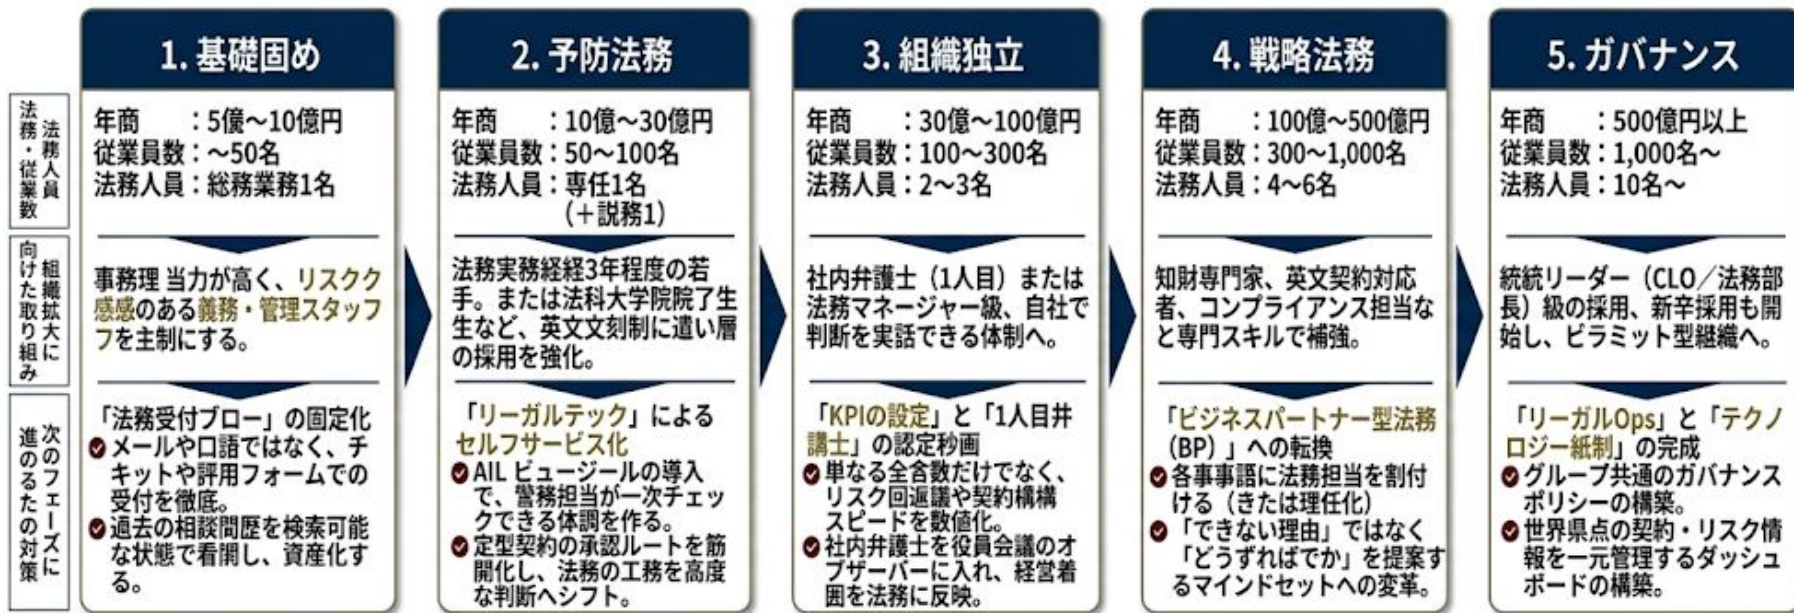 法務人員
法務・従業数
組織拡大に
向けた取り組み
次のフェーズに
進のるたの対策
1. 基礎固め
年商　：5億～10億円
従業員数：～50名
法務人員：総務業務1名
事務理 当力が高く、リスクク
感感のある義務・管理スタッフ
フを主制にする。
「法務受付ブロー」の固定化
メールや口語ではなく、チ
キットや評用フォームでの
受付を徹底。
過去の相談間歴を検索可能
な状態で看開し、資産化す
る。
2. 予防法務
年商　：10億～30億円
従業員数：50～100名
法務人員：専任1名
（＋説務1）
法務実務経経3年程度の若
手。または法科大学院院了生
生など、英文文刻制に遣い層
の採用を強化。
「リーガルテック」による
セルフサービス化
AIL ビュージールの導入
で、警務担当が一次チェッ
クできる体調を作る。
定型契約の承認ルートを筋
開化し、法務の工務を高度
な判断へシフト。
3. 組織独立
年商　：30億～100億円
従業員数：100～300名
法務人員：2～3名
社内弁護士（1人目）または
法務マネージャー級、自社で
判断を実話できる体制へ。
「KPIの設定」と「1人目井
講士」の認定秒画
単なる全含数だけでなく、
リスク回返議や契約構構
スピードを数値化。
社内弁護士を役員会議のオ
ブザーバーに入れ、経営着
囲を法務に反映。
4. 戦略法務
年商　：100億～500億円
従業員数：300～1,000名
法務人員：4～6名
知財専門家、英文契約対応
者、コンプライアンス担当な
と専門スキルで補強。
「ビジネスパートナー型法務
（BP）」への転換
各事事語に法務担当を割付
ける（きたは理任化）
「できない理由」ではなく
「どうずればでか」を提案す
るマインドセットへの変革。
5. ガバナンス
年商　：500億円以上
従業員数：1,000名～
法務人員：10名～
統統リーダー（CLO／法務部
長）級の採用、新卒採用も開
始し、ピラミット型組織へ。
「リーガルOps」と「テクノ
ロジー紙制」の完成
グループ共通のガバナンス
ポリシーの構築。
世界県点の契約・リスク情
報を一元管理するダッシュ
ボードの構築。